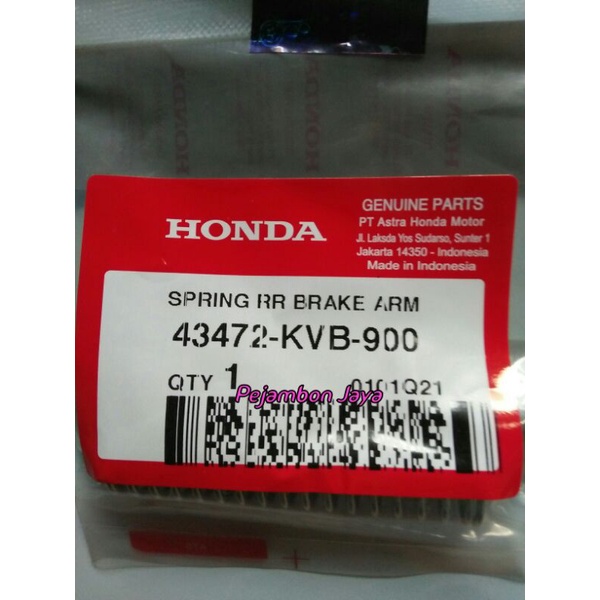 HONDA
GENUINE PARTS
PT Astra Honda Motor
Jl. Laksda Yos Sudarso, Sunter 1
Jakarta 14350 - Indonesia
Made in Indonesia
SPRING RR BRAKE ARM
43472-KVB-900
QTY 1 0101Q21
Pejambon Jaya
HONDA